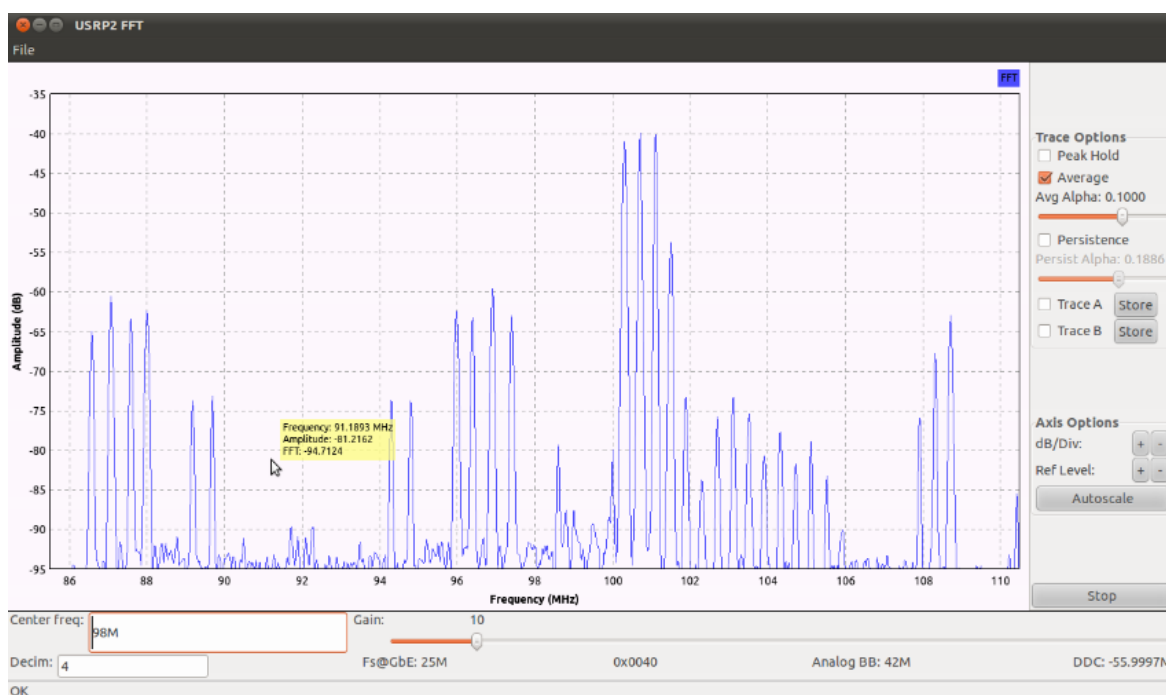 USRP2 FFT
File
FFT
-35
-40
-45
-50
-55
-60
-65
-70
-75
-80
-85
-90
-95
Amplitude (dB)
Frequency: 91.1893 MHz
Amplitude: -81.2162
FFT: -94.7124
86 88 90 92 94 96 98 100 102 104 106 108 110
Frequency (MHz)
Trace Options
Peak Hold
Average
Avg Alpha: 0.1000
Persistence
Persist Alpha: 0.1886
Trace A Store
Trace B Store
Axis Options
dB/Div: + -
Ref Level: + -
Autoscale
Stop
Center freq: 98M Gain: 10
Decim: 4 Fs@GbE: 25M 0x0040 Analog BB: 42M DDC: -55.9997M
OK